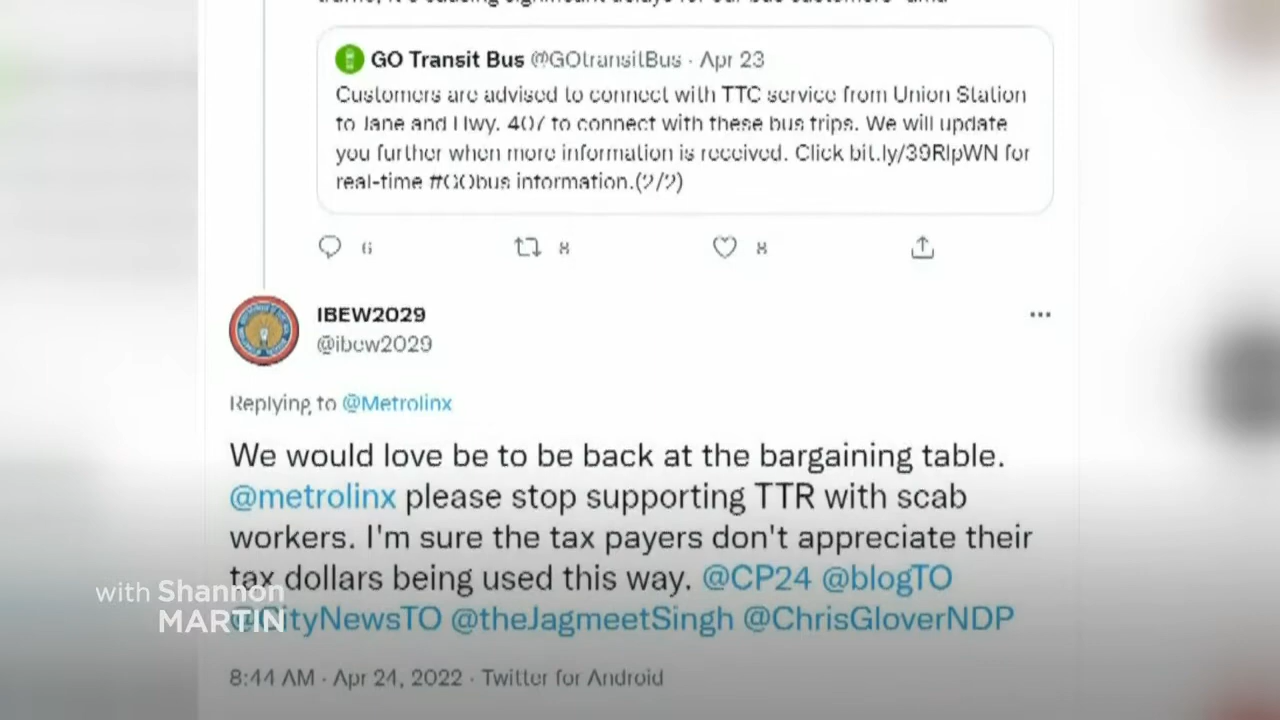 GO Transit Bus @GOtransitBus · Apr 23
Customers are advised to connect with TTC service from Union Station
to Jane and Hwy. 407 to connect with these bus trips. We will update
you further when more information is received. Click bit.ly/39RlpWN for
real-time #GObus information.(2/2)
6 8 8
IBEW2029
@ibew2029
Replying to @Metrolinx
We would love be to be back at the bargaining table.
@metrolinx please stop supporting TTR with scab
workers. I'm sure the tax payers don't appreciate their
tax dollars being used this way. @CP24 @blogTO
@CityNewsTO @theJagmeetSingh @ChrisGloverNDP
8:44 AM · Apr 24, 2022 · Twitter for Android
with Shannon
MARTIN